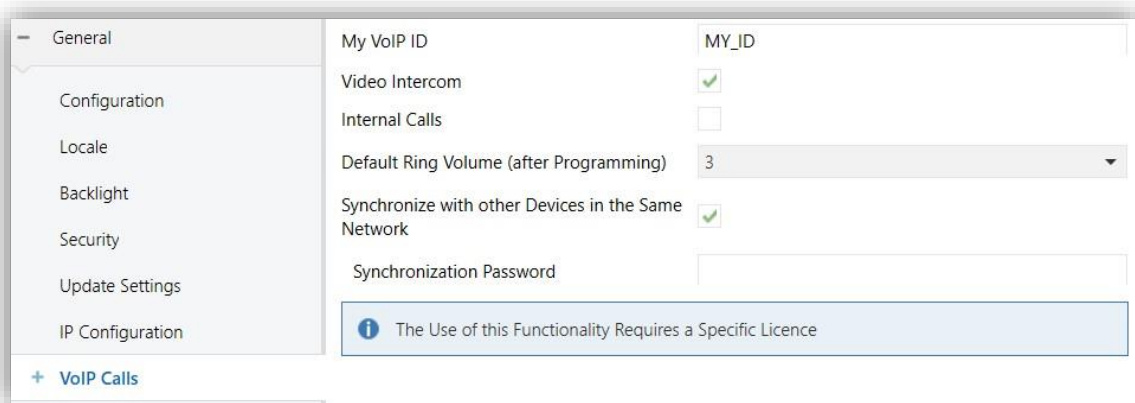 General
Configuration
Locale
Backlight
Security
Update Settings
IP Configuration
VoIP Calls
My VoIP ID
MY_ID
Video Intercom
Internal Calls
Default Ring Volume (after Programming)
3
Synchronize with other Devices in the Same
Network
Synchronization Password
The Use of this Functionality Requires a Specific Licence